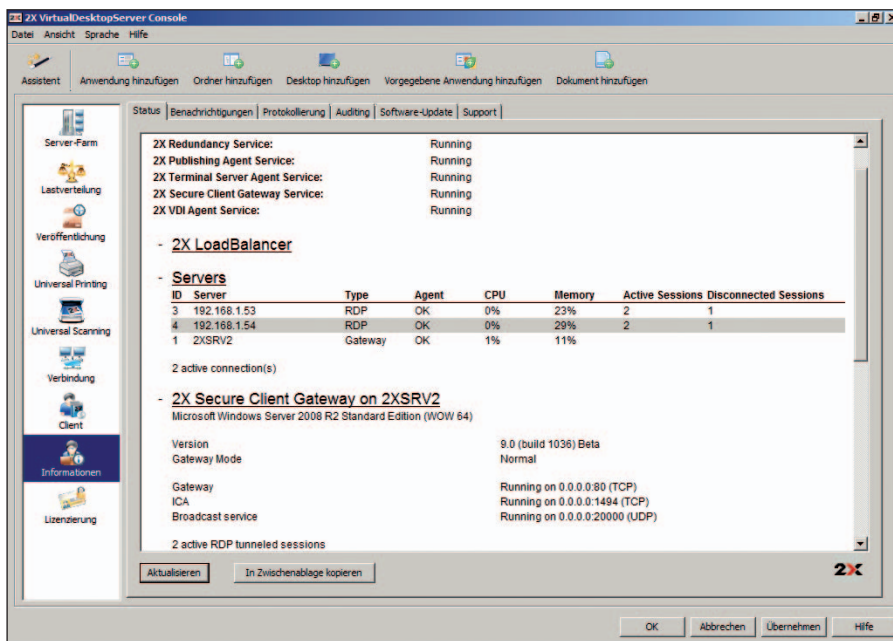 2X VirtualDesktopServer Console
Datei Ansicht Sprache Hilfe
Assistent Anwendung hinzufügen Ordner hinzufügen Desktop hinzufügen Vorgegebene Anwendung hinzufügen Dokument hinzufügen
Server-Farm
Lastverteilung
Veröffentlichung
Universal Printing
Universal Scanning
Verbindung
Client
Informationen
Lizenzierung
Status Benachrichtigungen Protokollierung Auditing Software-Update Support
2X Redundancy Service: Running
2X Publishing Agent Service: Running
2X Terminal Server Agent Service: Running
2X Secure Client Gateway Service: Running
2X VDI Agent Service: Running
- 2X LoadBalancer
- Servers
ID Server Type Agent CPU Memory Active Sessions Disconnected Sessions
3 192.168.1.53 RDP OK 0% 23% 2 1
4 192.168.1.54 RDP OK 0% 29% 2 1
1 2XSRV2 Gateway OK 1% 11%
2 active connection(s)
- 2X Secure Client Gateway on 2XSRV2
Microsoft Windows Server 2008 R2 Standard Edition (WOW 64)
Version 9.0 (build 1036) Beta
Gateway Mode Normal
Gateway Running on 0.0.0.0:80 (TCP)
ICA Running on 0.0.0.0:1494 (TCP)
Broadcast service Running on 0.0.0.0:20000 (UDP)
2 active RDP tunneled sessions
Aktualisieren In Zwischenablage kopieren 2X
OK Abbrechen Übernehmen Hilfe